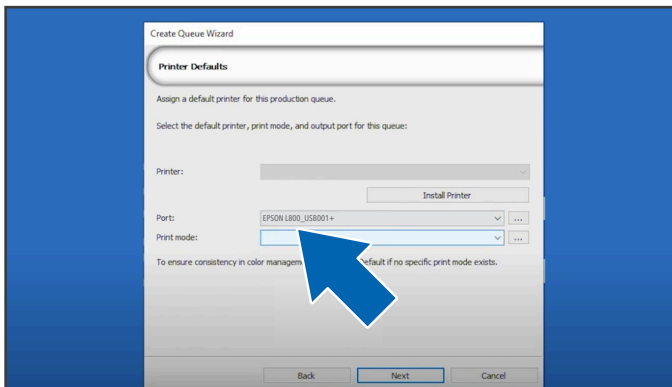 Create Queue Wizard
Printer Defaults
Assign a default printer for this production queue.
Select the default printer, print mode, and output port for this queue:
Printer:
Install Printer
Port: EPSON L800_USB001+ ...
Print mode: ...
To ensure consistency in color manageme efault if no specific print mode exists.
Back Next Cancel